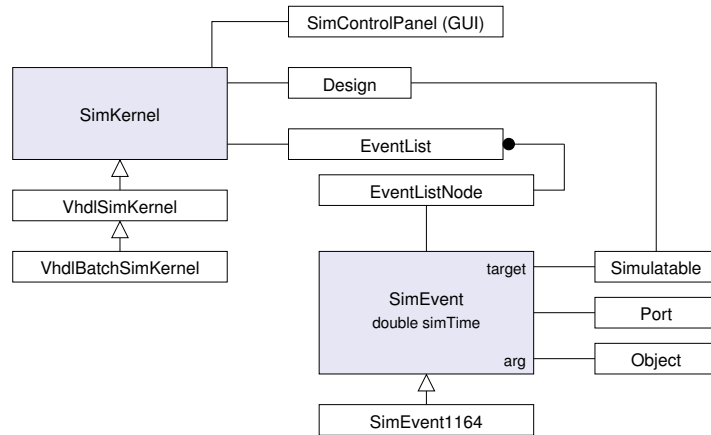 SimControlPanel (GUI)
SimKernel
Design
EventList
EventListNode
VhdlSimKernel
VhdlBatchSimKernel
target
Simulatable
SimEvent
double simTime
Port
arg
Object
SimEvent1164